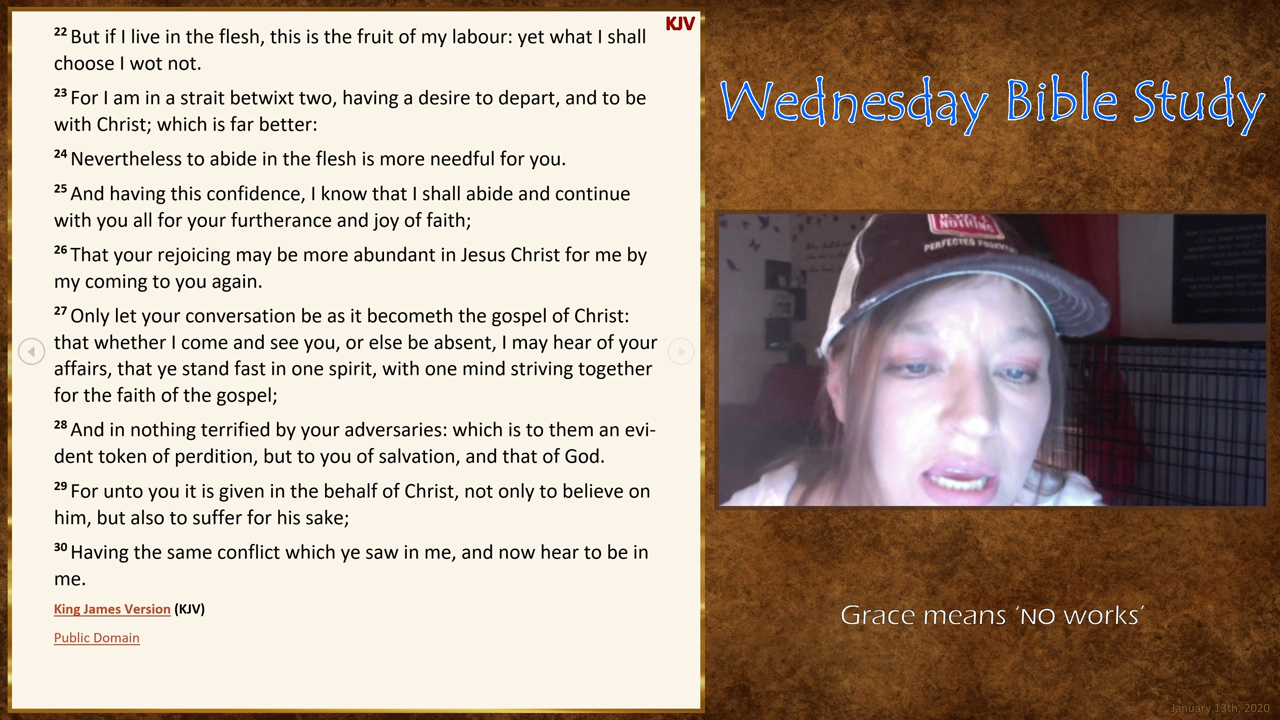 KJV
22 But if I live in the flesh, this is the fruit of my labour: yet what I shall
choose I wot not.
23 For I am in a strait betwixt two, having a desire to depart, and to be
with Christ; which is far better:
24 Nevertheless to abide in the flesh is more needful for you.
25 And having this confidence, I know that I shall abide and continue
with you all for your furtherance and joy of faith;
26 That your rejoicing may be more abundant in Jesus Christ for me by
my coming to you again.
27 Only let your conversation be as it becometh the gospel of Christ:
that whether I come and see you, or else be absent, I may hear of your
affairs, that ye stand fast in one spirit, with one mind striving together
for the faith of the gospel;
28 And in nothing terrified by your adversaries: which is to them an evi-
dent token of perdition, but to you of salvation, and that of God.
29 For unto you it is given in the behalf of Christ, not only to believe on
him, but also to suffer for his sake;
30 Having the same conflict which ye saw in me, and now hear to be in
me.
King James Version (KJV)
Public Domain
Wednesday Bible Study
NOTHING
PERFECTED FOREVER
Grace means ‘NO works’
January 13th, 2020